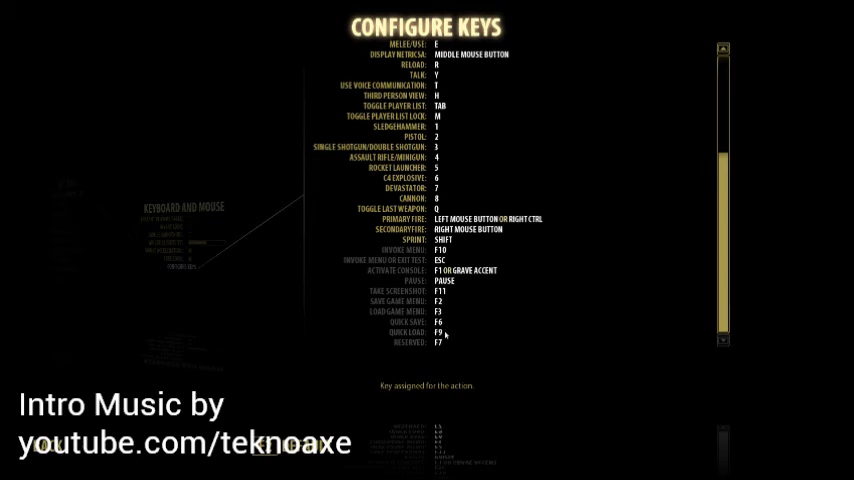 CONFIGURE KEYS
MELEE/USE: E
DISPLAY NETRICSA: MIDDLE MOUSE BUTTON
RELOAD: R
TALK: Y
USE VOICE COMMUNICATION: T
THIRD PERSON VIEW: H
TOGGLE PLAYER LIST: TAB
TOGGLE PLAYER LIST LOCK: M
SLEDGEHAMMER: 1
PISTOL: 2
SINGLE SHOTGUN/DOUBLE SHOTGUN: 3
ASSAULT RIFLE/MINIGUN: 4
ROCKET LAUNCHER: 5
C4 EXPLOSIVE: 6
DEVASTATOR: 7
CANNON: 8
TOGGLE LAST WEAPON: Q
PRIMARY FIRE: LEFT MOUSE BUTTON OR RIGHT CTRL
SECONDARY FIRE: RIGHT MOUSE BUTTON
SPRINT: SHIFT
INVOKE MENU: F10
INVOKE MENU OR EXIT TEST: ESC
ACTIVATE CONSOLE: F1 OR GRAVE ACCENT
PAUSE: PAUSE
TAKE SCREENSHOT: F11
SAVE GAME MENU: F2
LOAD GAME MENU: F3
QUICK SAVE: F6
QUICK LOAD: F9
RESERVED: F7
KEYBOARD AND MOUSE
CONFIGURE KEYS
Key assigned for the action.
Intro Music by
youtube.com/teknoaxe